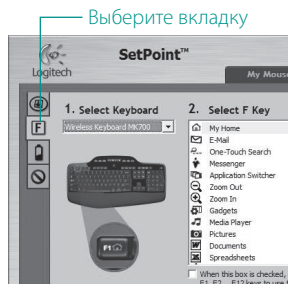 Выберите вкладку
Logitech
SetPoint™
My Mouse
1. Select Keyboard
2. Select F Key
F
Wireless Keyboard MK700
My Home
E-Mail
One-Touch Search
Messenger
Application Switcher
Zoom Out
Zoom In
Gadgets
Media Player
Pictures
Documents
Spreadsheets
F1
When this box is checked,
F1, F2 ... F12 keys to use